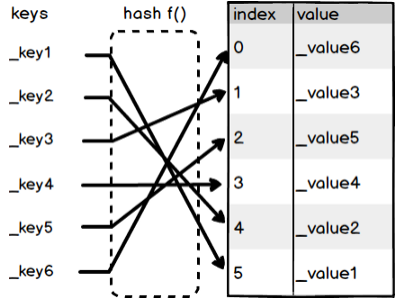 keys hash f() index value
_key1 0 _value6
_key2 1 _value3
_key3 2 _value5
_key4 3 _value4
_key5 4 _value2
_key6 5 _value1